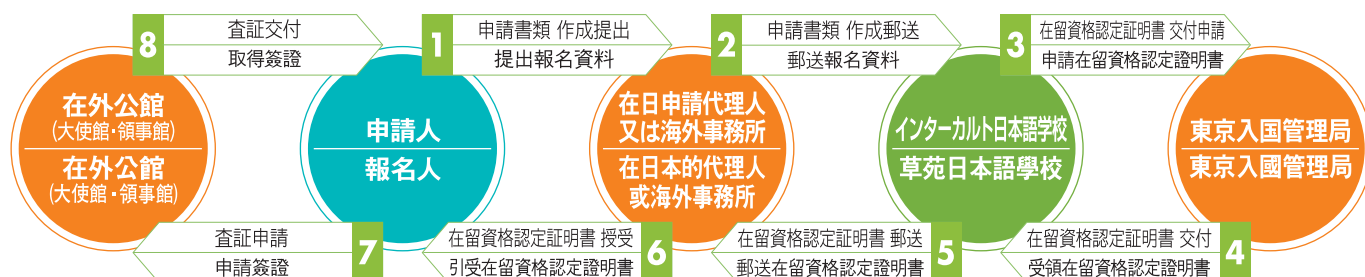 8
査証交付
取得簽證
1
申請書類 作成提出
提出報名資料
2
申請書類 作成郵送
郵送報名資料
3
在留資格認定証明書 交付申請
申請在留資格認定證明書
在外公館
(大使館・領事館)
在外公館
(大使館・領事館)
申請人
報名人
在日申請代理人
又は海外事務所
在日本的代理人
或海外事務所
インターカルト日本語学校
草苑日本語學校
東京入国管理局
東京入國管理局
査証申請
申請簽證
7
在留資格認定証明書 授受
引受在留資格認定證明書
6
在留資格認定証明書 郵送
郵送在留資格認定證明書
5
在留資格認定証明書 交付
受領在留資格認定證明書
4